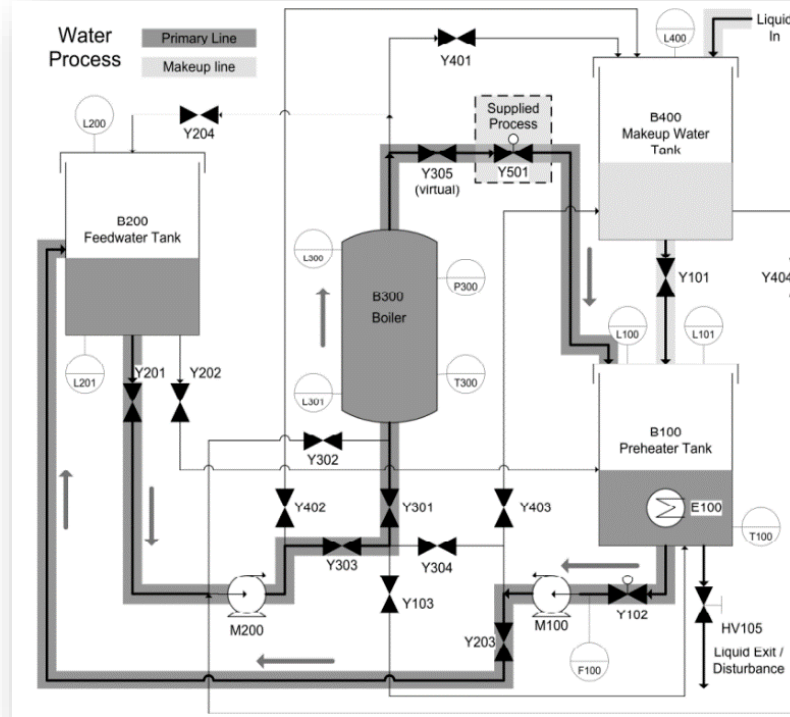 Water
Process
Primary Line
Makeup line
L400
Liquid
In
Y401
L200
Y204
Supplied
Process
B400
Makeup Water
Tank
Y305
(virtual)
Y501
B200
Feedwater Tank
L300
P300
B300
Boiler
Y101
Y404
L100
L101
L201
Y201
Y202
L301
T300
B100
Preheater Tank
Y302
Y402
Y301
Y403
E100
T100
Y303
Y304
M200
Y103
M100
Y102
HV105
Y203
F100
Liquid Exit /
Disturbance